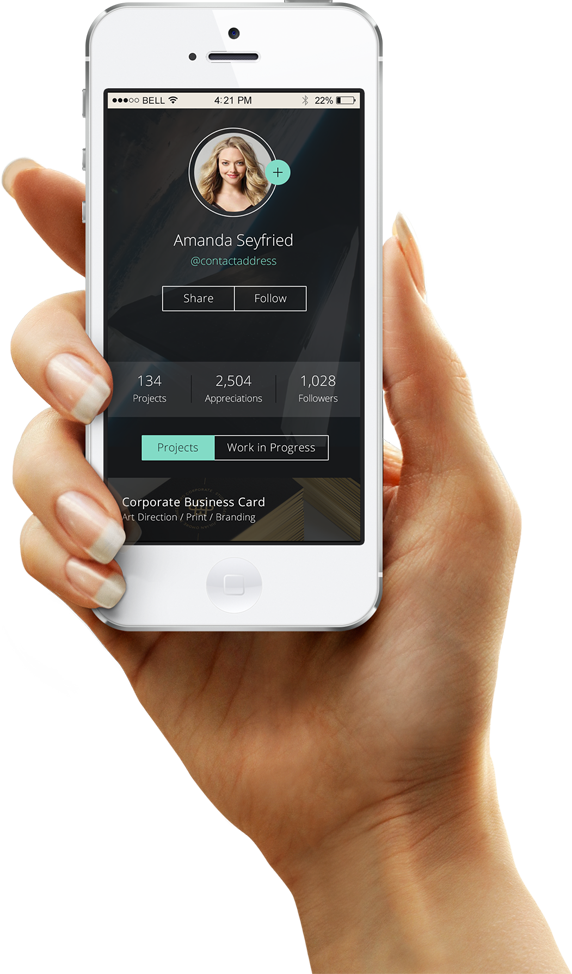 BELL 4:21 PM 22%
+
Amanda Seyfried
@contactaddress
Share Follow
134 2,504 1,028
Projects Appreciations Followers
Projects Work in Progress
Corporate Business Card
Art Direction / Print / Branding